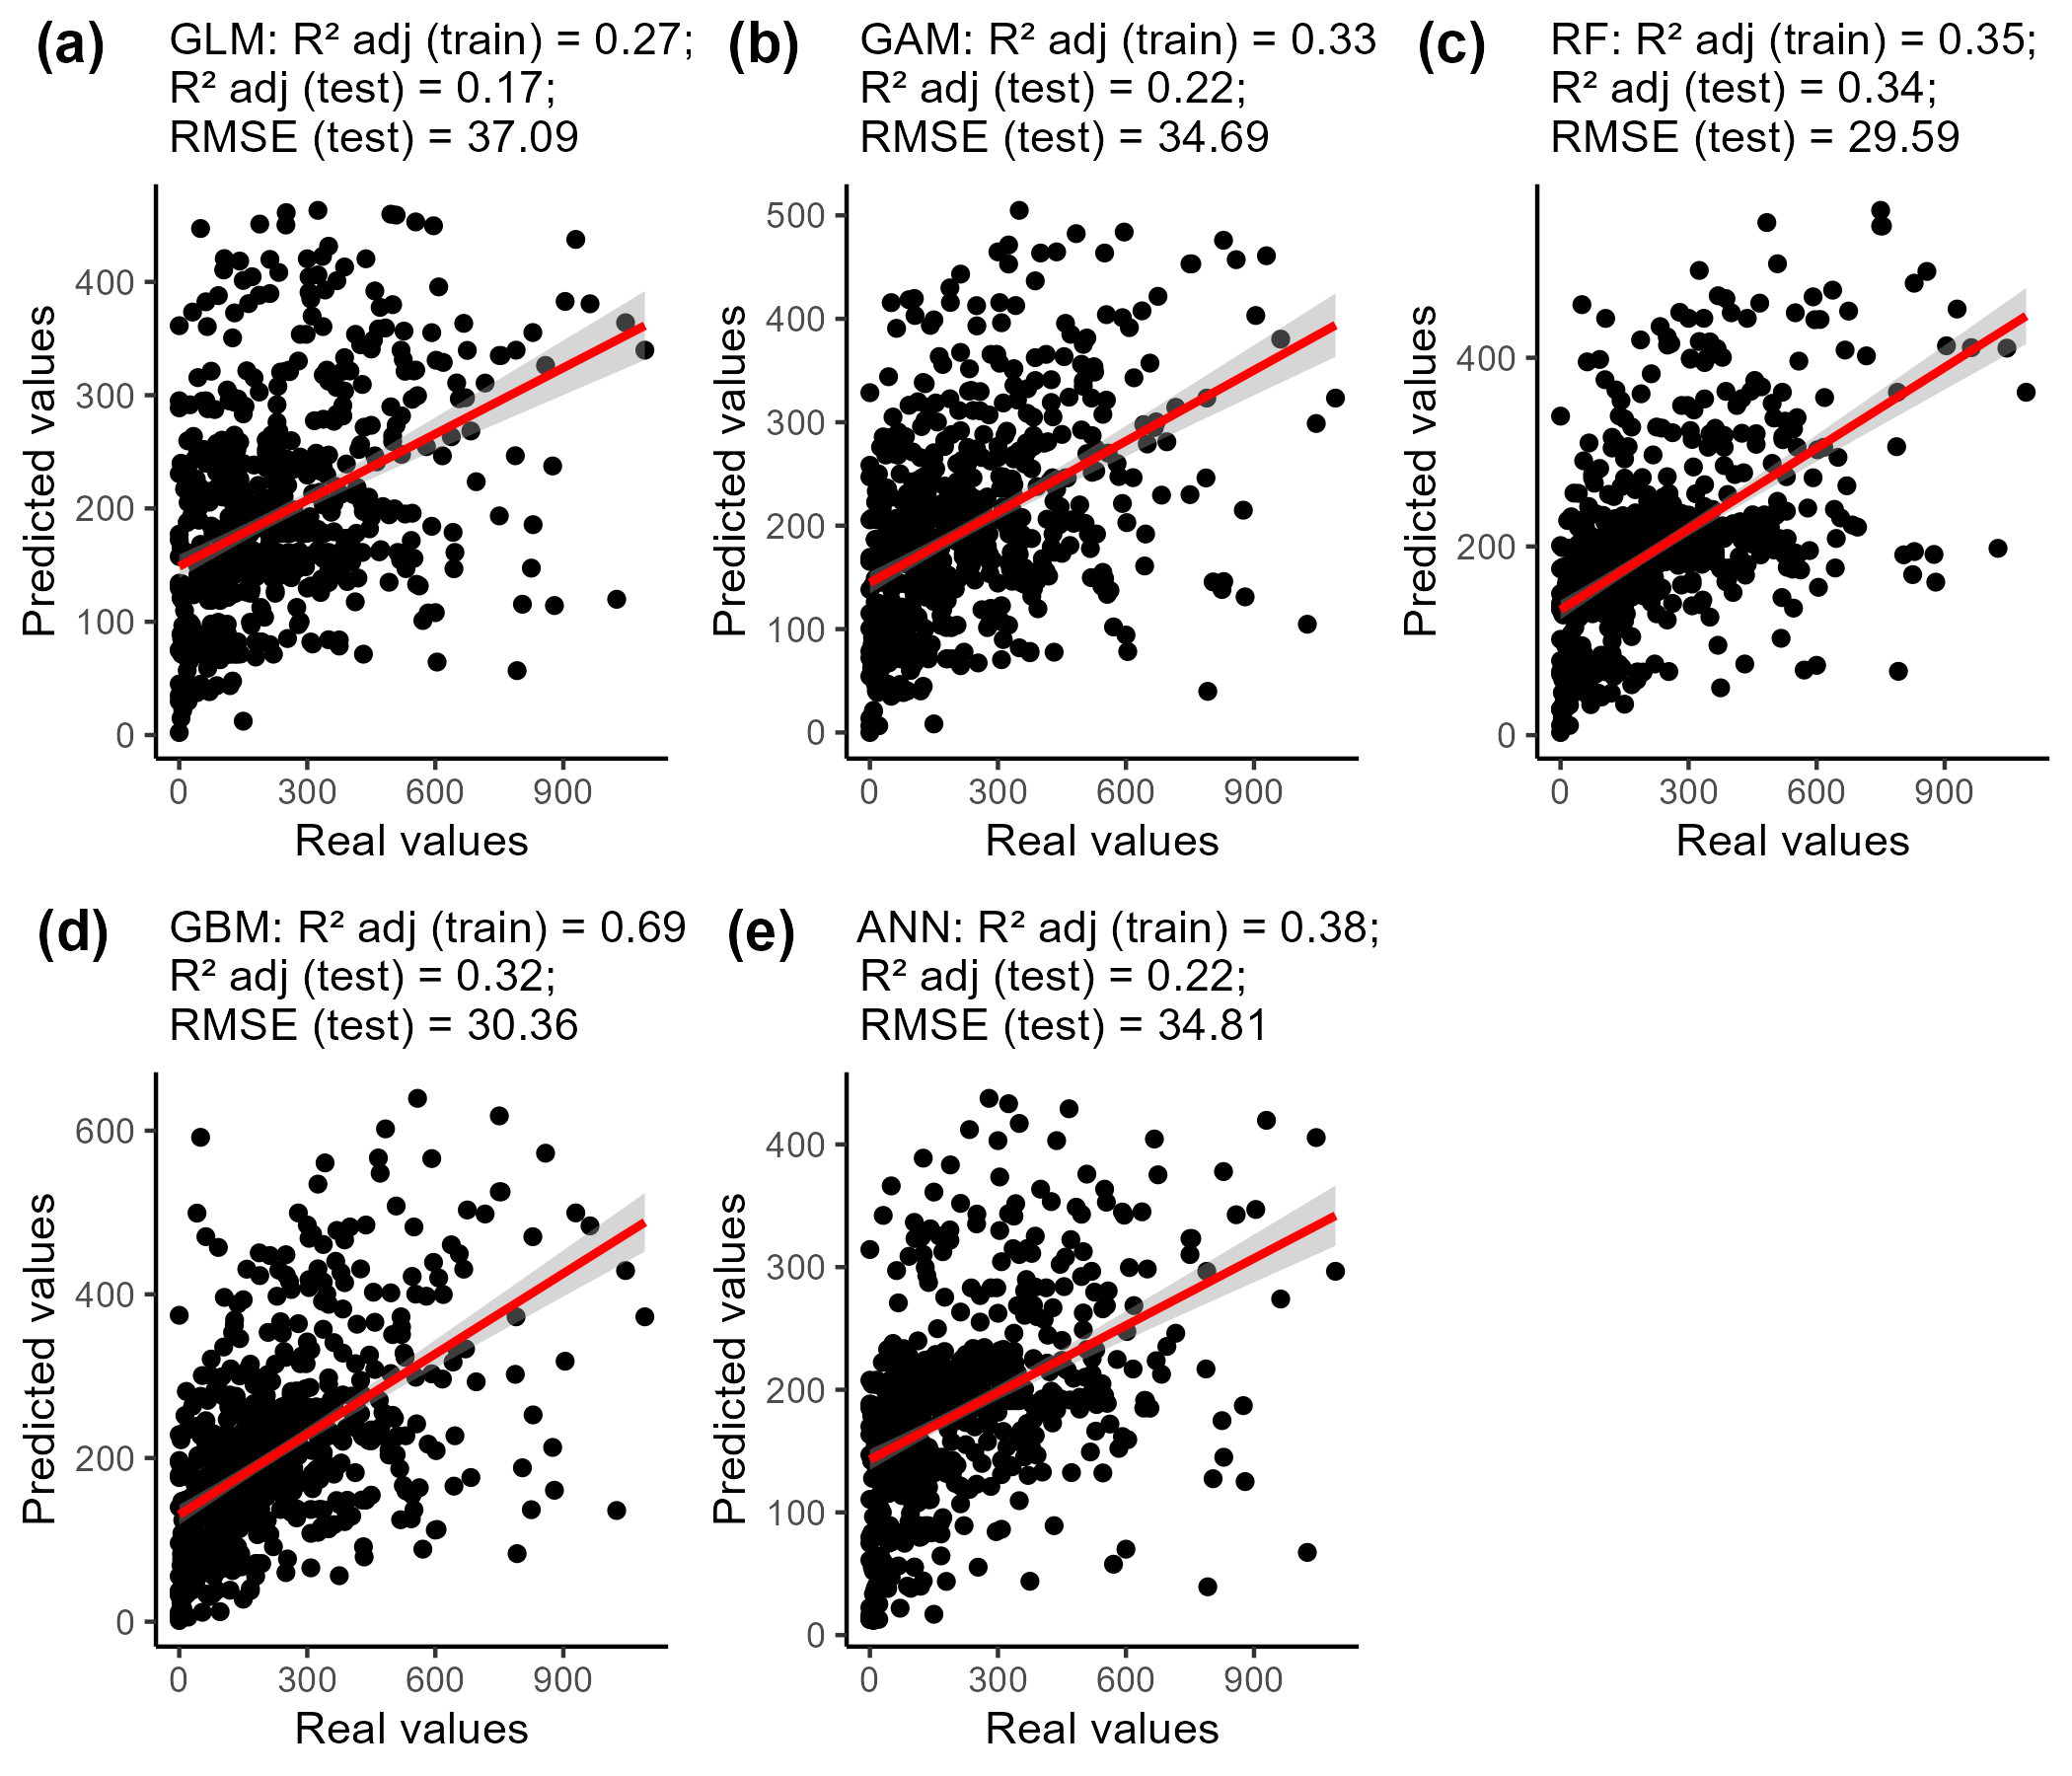 (a) GLM: R² adj (train) = 0.27;
R² adj (test) = 0.17;
RMSE (test) = 37.09
Predicted values
400
300
200
100
0
0 300 600 900
Real values
(b) GAM: R² adj (train) = 0.33
R² adj (test) = 0.22;
RMSE (test) = 34.69
Predicted values
500
400
300
200
100
0
0 300 600 900
Real values
(c) RF: R² adj (train) = 0.35;
R² adj (test) = 0.34;
RMSE (test) = 29.59
Predicted values
400
200
0
0 300 600 900
Real values
(d) GBM: R² adj (train) = 0.69
R² adj (test) = 0.32;
RMSE (test) = 30.36
Predicted values
600
400
200
0
0 300 600 900
Real values
(e) ANN: R² adj (train) = 0.38;
R² adj (test) = 0.22;
RMSE (test) = 34.81
Predicted values
400
300
200
100
0
0 300 600 900
Real values